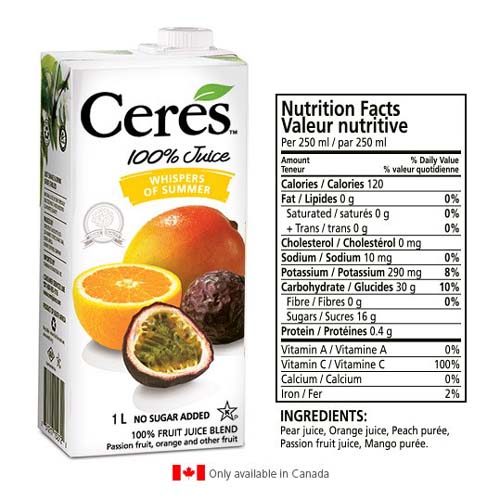 Ceres™
100% Juice
WHISPERS
OF SUMMER
1 L NO SUGAR ADDED
100% FRUIT JUICE BLEND
Passion fruit, orange and other fruit
Nutrition Facts
Valeur nutritive
Per 250 ml / par 250 ml
Amount % Daily Value
Teneur % valeur quotidienne
Calories / Calories 120
Fat / Lipides 0 g 0%
Saturated / saturés 0 g 0%
+ Trans / trans 0 g 0%
Cholesterol / Cholestérol 0 mg
Sodium / Sodium 10 mg 0%
Potassium / Potassium 290 mg 8%
Carbohydrate / Glucides 30 g 10%
Fibre / Fibres 0 g 0%
Sugars / Sucres 16 g
Protein / Protéines 0.4 g
Vitamin A / Vitamine A 0%
Vitamin C / Vitamine C 100%
Calcium / Calcium 0%
Iron / Fer 2%
INGREDIENTS:
Pear juice, Orange juice, Peach purée,
Passion fruit juice, Mango purée.
Only available in Canada